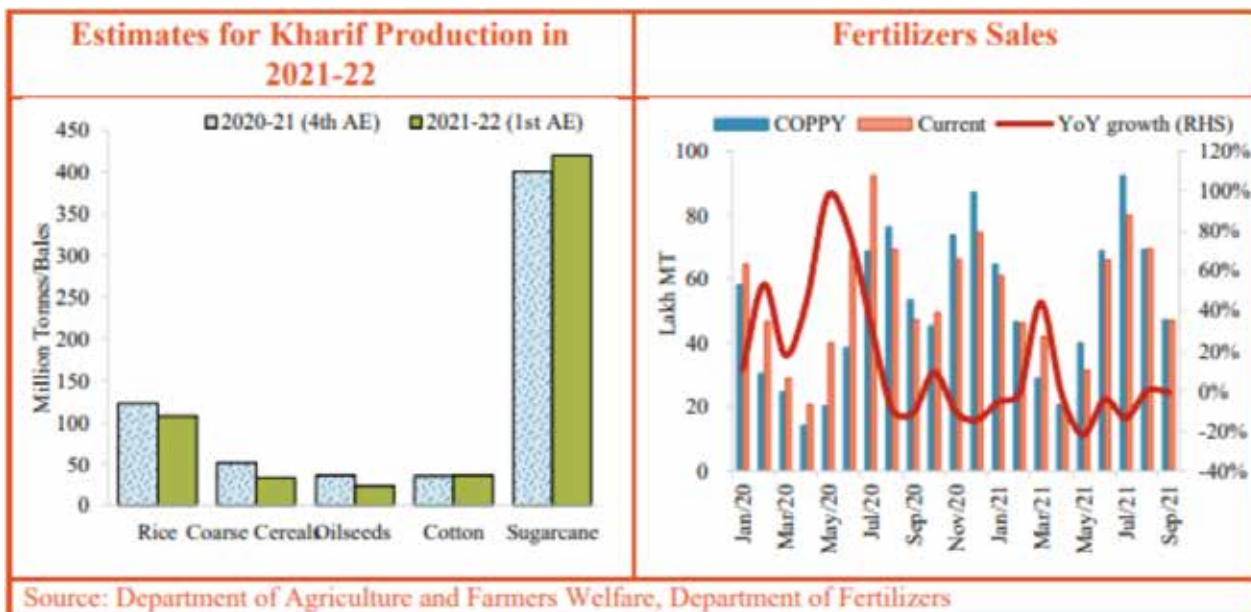 Estimates for Kharif Production in
2021-22
Fertilizers Sales
2020-21 (4th AE) 2021-22 (1st AE)
Million Tonnes/Bales
450
400
350
300
250
200
150
100
50
0
Rice Coarse Cereals Oilseeds Cotton Sugarcane
COPPY Current YoY growth (RHS)
Lakh MT
100
80
60
40
20
0
120%
100%
80%
60%
40%
20%
0%
-20%
-40%
Jan/20
Mar/20
May/20
Jul/20
Sep/20
Nov/20
Jan/21
Mar/21
May/21
Jul/21
Sep/21
Source: Department of Agriculture and Farmers Welfare, Department of Fertilizers